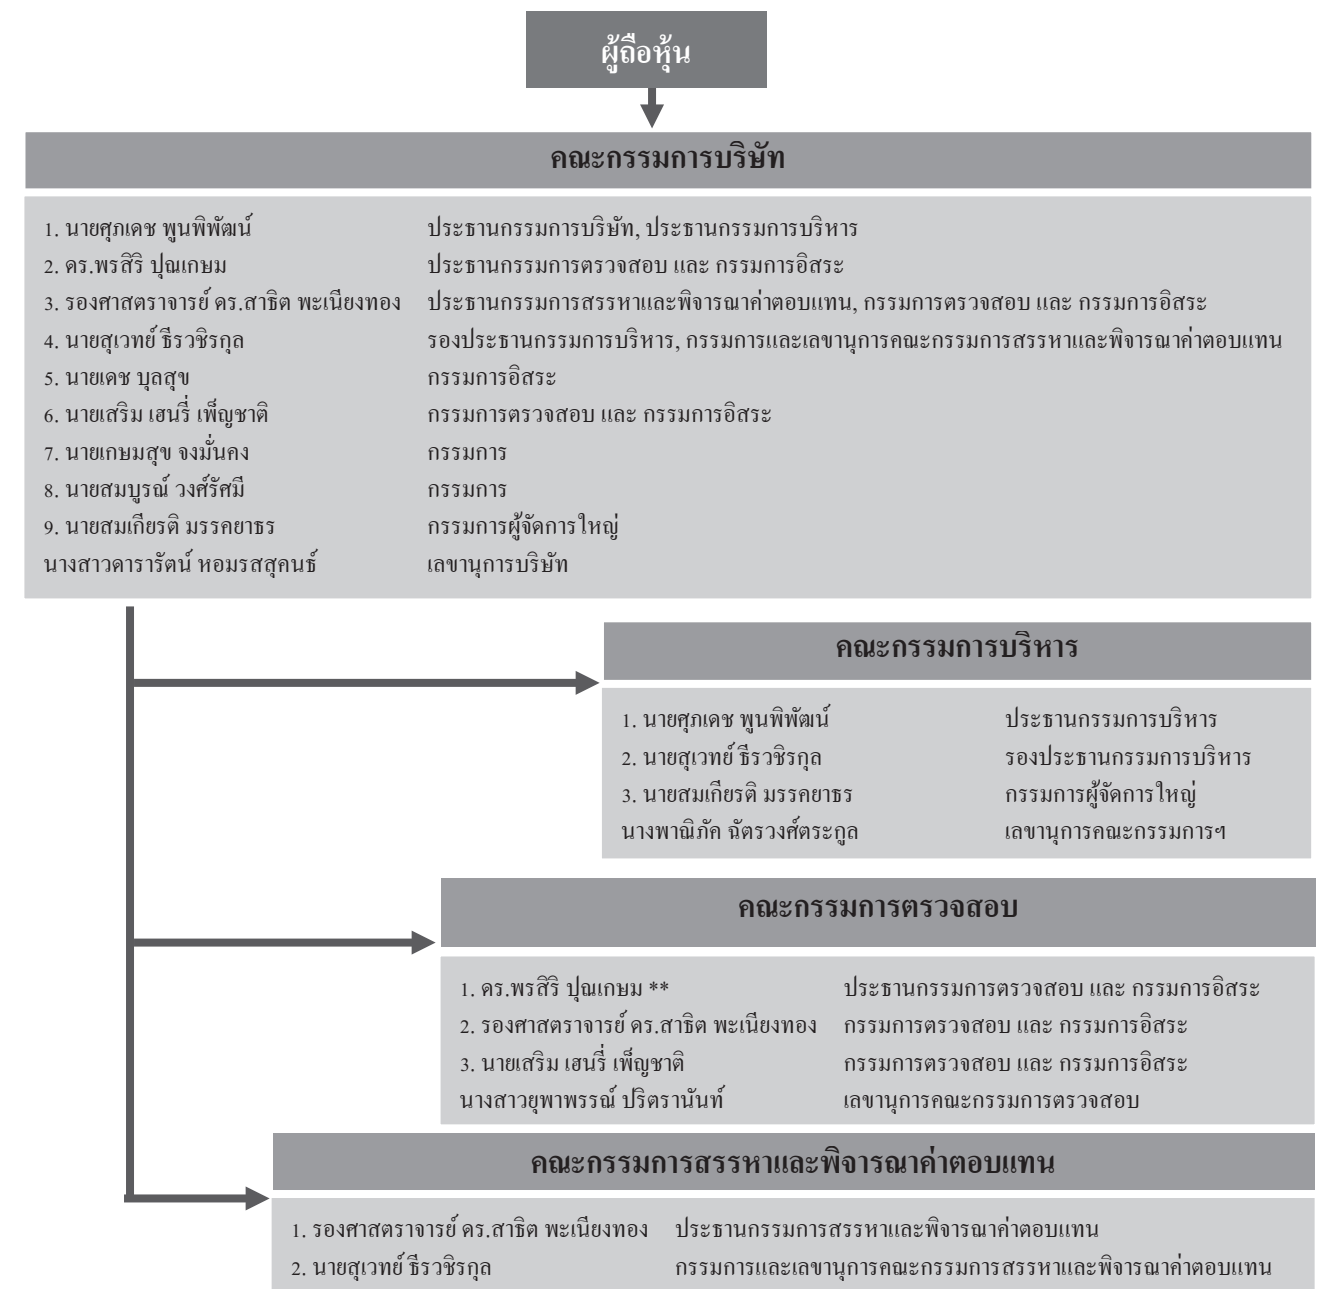 ผู้ถือหุ้น
คณะกรรมการบริษัท
1. นายศุภเดช พูนพิพัฒน์ ประธานกรรมการบริษัท, ประธานกรรมการบริหาร
2. ดร.พรสิริ ปุณเกษม ประธานกรรมการตรวจสอบ และ กรรมการอิสระ
3. รองศาสตราจารย์ ดร.สาธิต พะเนียงทอง ประธานกรรมการสรรหาและพิจารณาค่าตอบแทน, กรรมการตรวจสอบ และ กรรมการอิสระ
4. นายสุเวทย์ ธีรวชิรกุล รองประธานกรรมการบริหาร, กรรมการและเลขานุการคณะกรรมการสรรหาและพิจารณาค่าตอบแทน
5. นายเดช บุลสุข กรรมการอิสระ
6. นายเสริม เฮนรี่ เพ็ญชาติ กรรมการตรวจสอบ และ กรรมการอิสระ
7. นายเกษมสุข จงมั่นคง กรรมการ
8. นายสมบูรณ์ วงศ์รัศมี กรรมการ
9. นายสมเกียรติ มรรคยาธร กรรมการผู้จัดการใหญ่
นางสาวดารารัตน์ หอมรสสุคนธ์ เลขานุการบริษัท
คณะกรรมการบริหาร
1. นายศุภเดช พูนพิพัฒน์ ประธานกรรมการบริหาร
2. นายสุเวทย์ ธีรวชิรกุล รองประธานกรรมการบริหาร
3. นายสมเกียรติ มรรคยาธร กรรมการผู้จัดการใหญ่
นางพาณิภัค ฉัตรวงศ์ตระกูล เลขานุการคณะกรรมการฯ
คณะกรรมการตรวจสอบ
1. ดร.พรสิริ ปุณเกษม ** ประธานกรรมการตรวจสอบ และ กรรมการอิสระ
2. รองศาสตราจารย์ ดร.สาธิต พะเนียงทอง กรรมการตรวจสอบ และ กรรมการอิสระ
3. นายเสริม เฮนรี่ เพ็ญชาติ กรรมการตรวจสอบ และ กรรมการอิสระ
นางสาวยุพาพรรณ์ ปริตรานันท์ เลขานุการคณะกรรมการตรวจสอบ
คณะกรรมการสรรหาและพิจารณาค่าตอบแทน
1. รองศาสตราจารย์ ดร.สาธิต พะเนียงทอง ประธานกรรมการสรรหาและพิจารณาค่าตอบแทน
2. นายสุเวทย์ ธีรวชิรกุล กรรมการและเลขานุการคณะกรรมการสรรหาและพิจารณาค่าตอบแทน